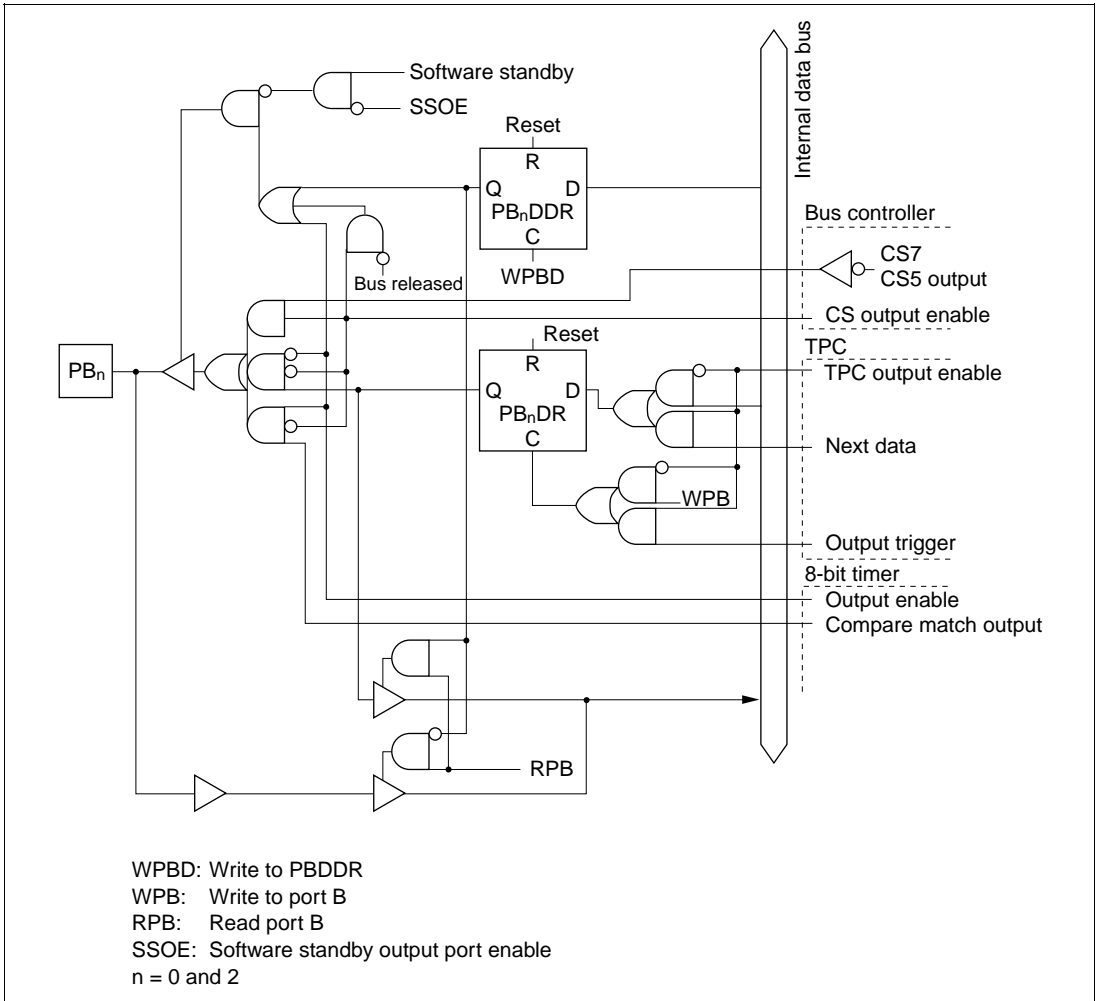 Software standby
SSOE
Internal data bus
Reset
R
Q D
PBnDDR
C
WPBD
Bus released
Bus controller
CS7
CS5 output
CS output enable
TPC
TPC output enable
PBn
Reset
R
Q D
PBnDR
C
Next data
WPB
Output trigger
8-bit timer
Output enable
Compare match output
RPB
WPBD: Write to PBDDR
WPB: Write to port B
RPB: Read port B
SSOE: Software standby output port enable
n = 0 and 2